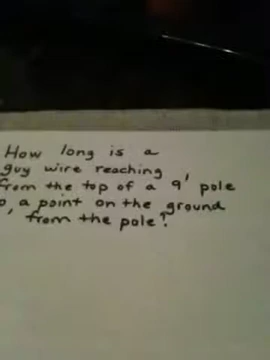 How long is a
guy wire reaching
from the top of a 9' pole
a point on the ground
from the pole?